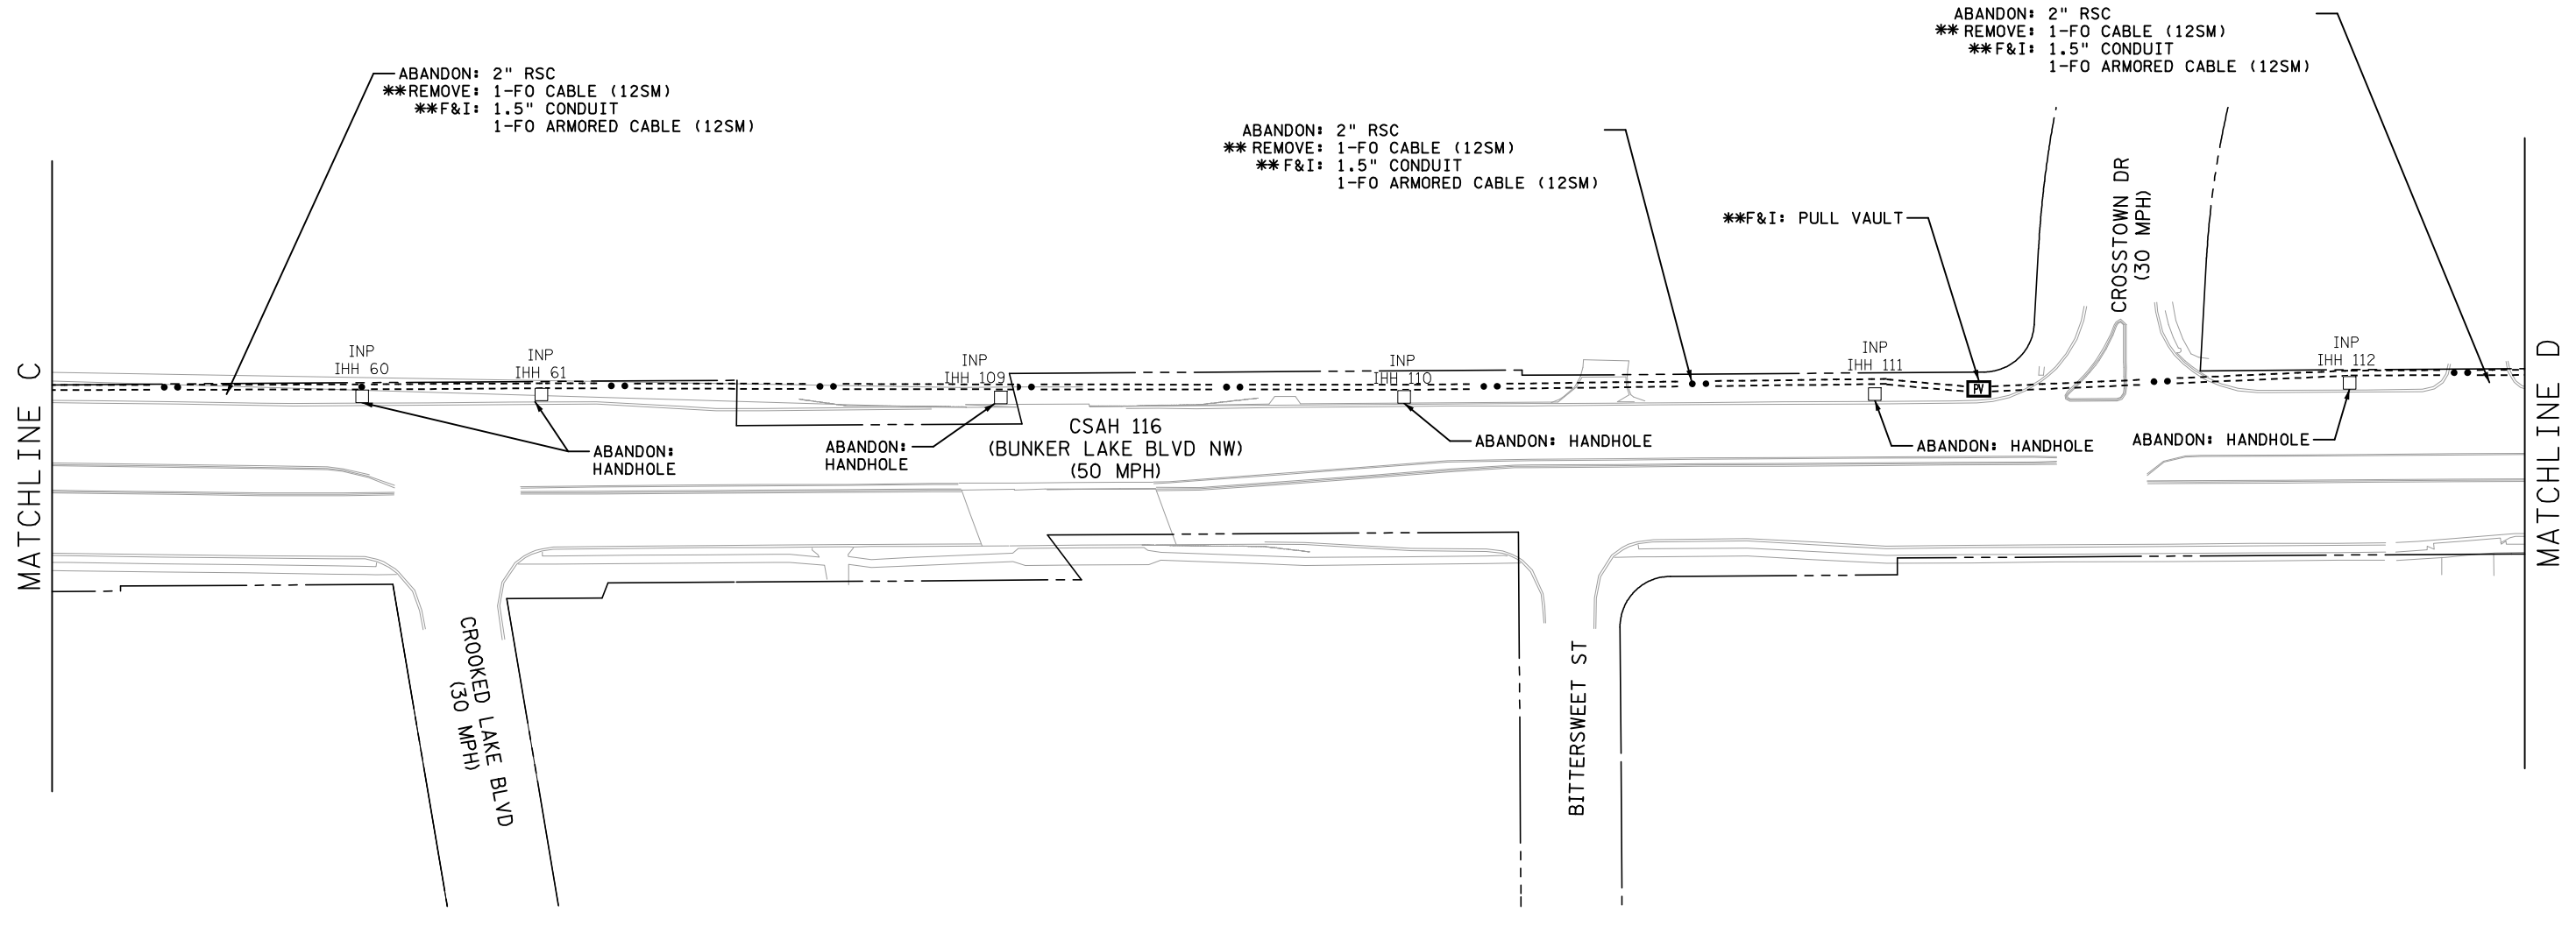 ABANDON: 2" RSC
**REMOVE: 1-FO CABLE (12SM)
**F&I: 1.5" CONDUIT
1-FO ARMORED CABLE (12SM)
ABANDON: 2" RSC
** REMOVE: 1-FO CABLE (12SM)
** F&I: 1.5" CONDUIT
1-FO ARMORED CABLE (12SM)
ABANDON: 2" RSC
** REMOVE: 1-FO CABLE (12SM)
** F&I: 1.5" CONDUIT
1-FO ARMORED CABLE (12SM)
**F&I: PULL VAULT
CROSSTOWN DR
(30 MPH)
MATCHLINE C
INP
IHH 60
INP
IHH 61
INP
IHH 109
INP
IHH 110
INP
IHH 111
PV
INP
IHH 112
MATCHLINE D
ABANDON:
HANDHOLE
ABANDON:
HANDHOLE
CSAH 116
(BUNKER LAKE BLVD NW)
(50 MPH)
ABANDON: HANDHOLE
ABANDON: HANDHOLE
ABANDON: HANDHOLE
CROOKED LAKE BLVD
(30 MPH)
BITTERSWEET ST